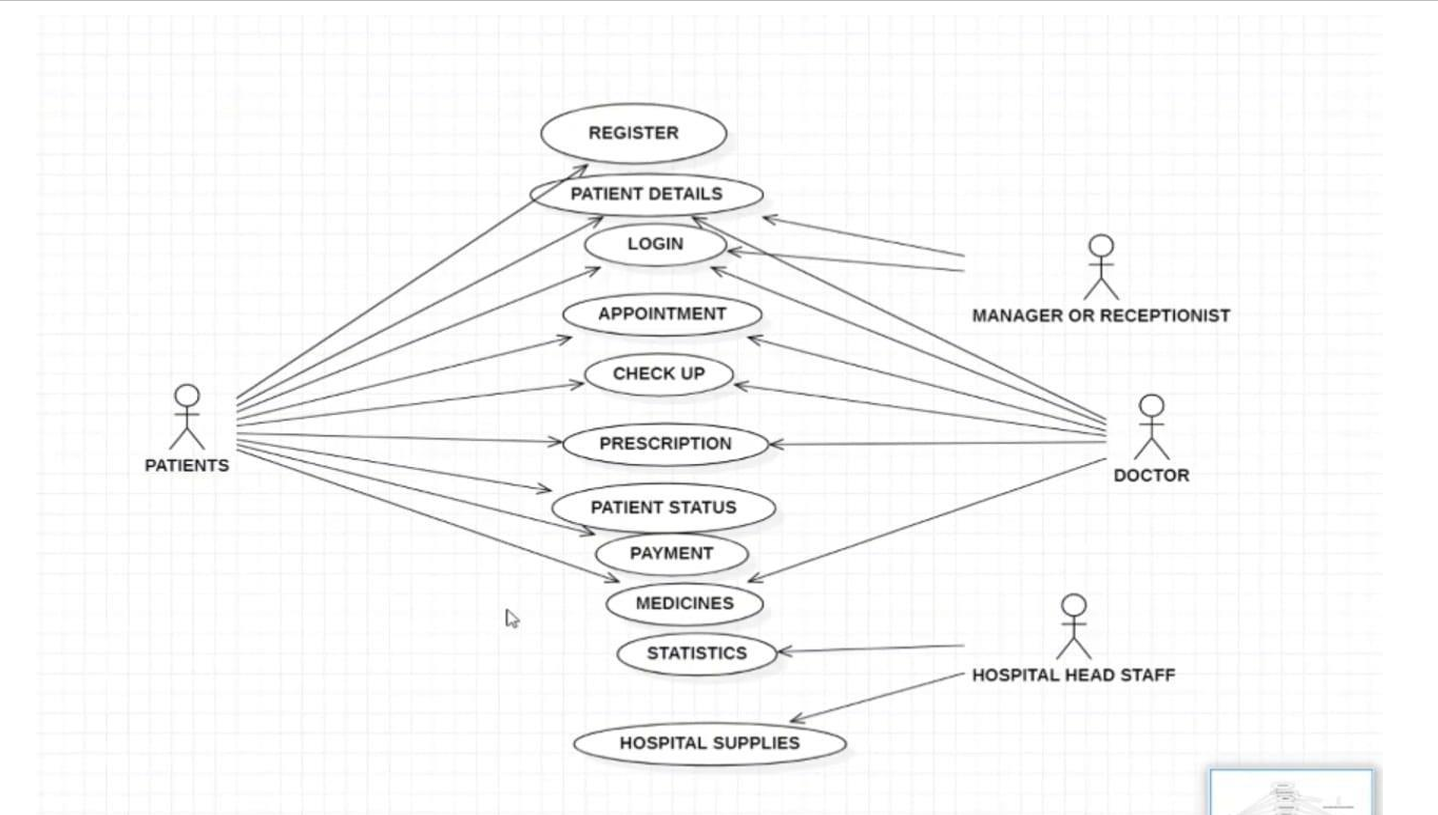 REGISTER
PATIENT DETAILS
LOGIN
MANAGER OR RECEPTIONIST
APPOINTMENT
CHECK UP
PRESCRIPTION
PATIENTS
DOCTOR
PATIENT STATUS
PAYMENT
MEDICINES
STATISTICS
HOSPITAL HEAD STAFF
HOSPITAL SUPPLIES